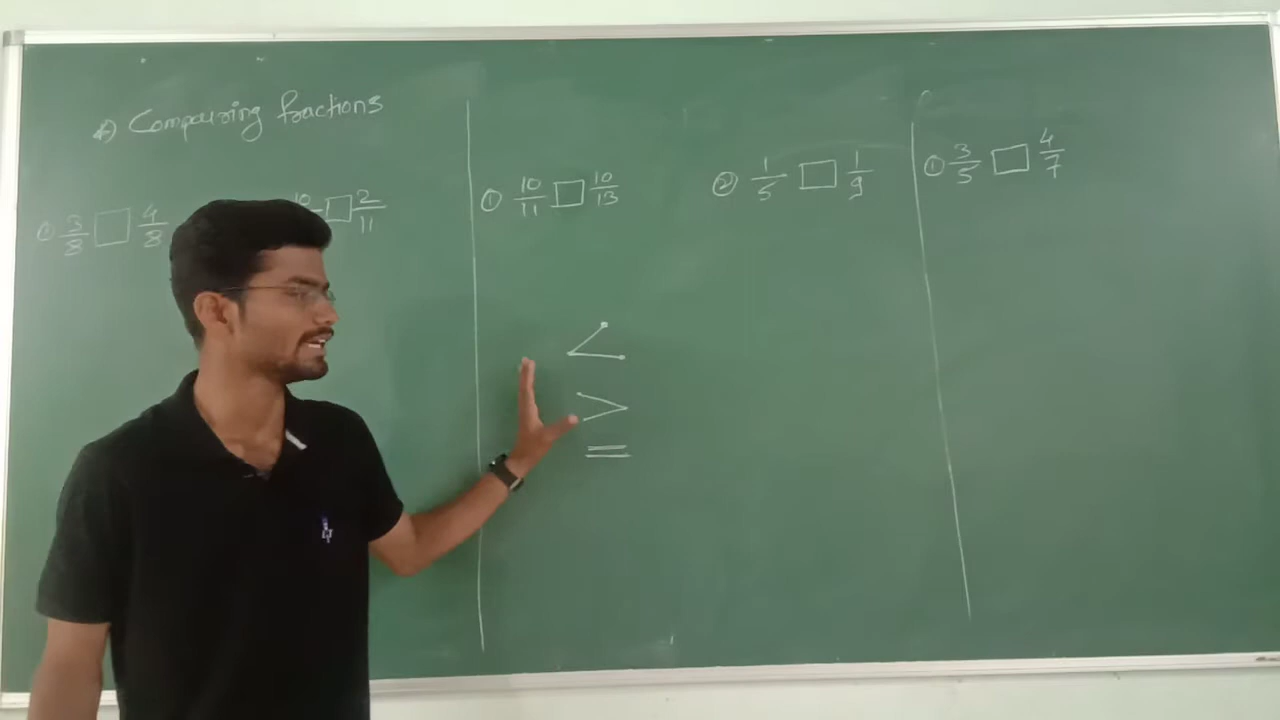 *) Comparing fractions
① 3/8 □ 4/8
10 □ 2/11
① 10/11 □ 10/13
② 1/5 □ 1/9
① 3/5 □ 4/7
<
>
=